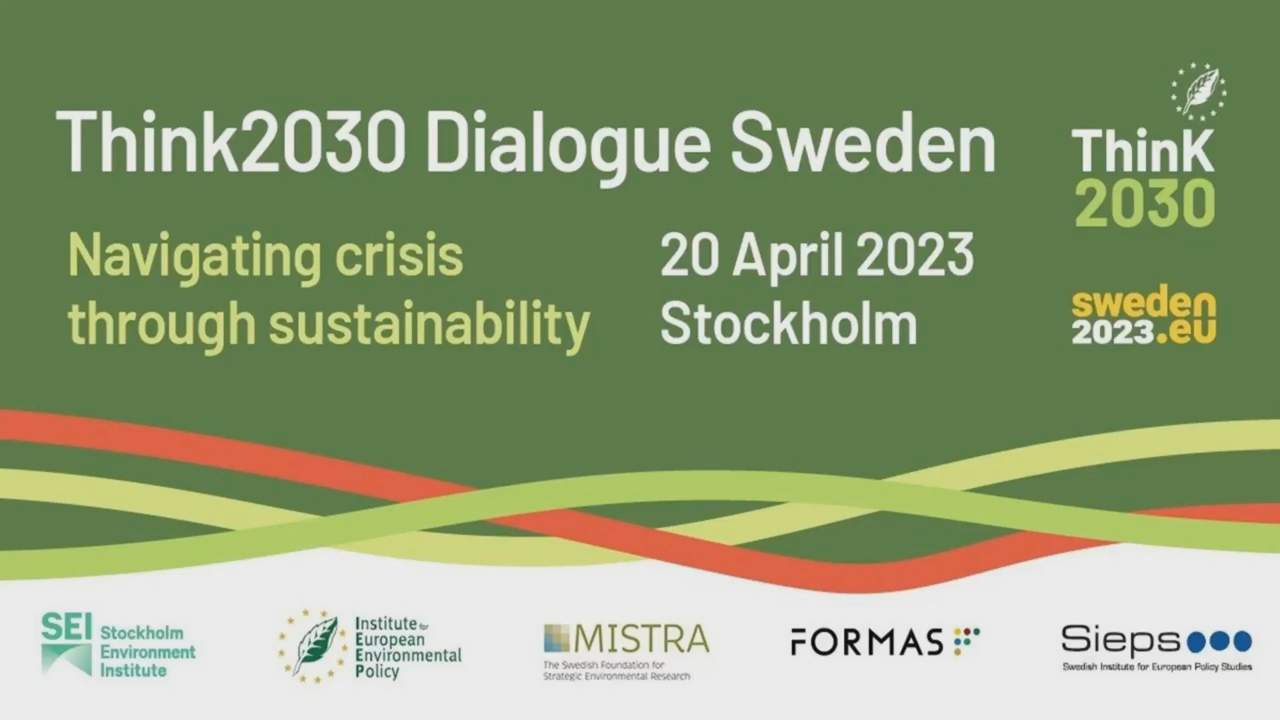 Think2030 Dialogue Sweden
Navigating crisis
through sustainability
20 April 2023
Stockholm
ThinK
2030
sweden
2023.eu
SEI Stockholm
Environment
Institute
Institute for
European
Environmental
Policy
MISTRA
The Swedish Foundation for
Strategic Environmental Research
FORMAS
Sieps
Swedish Institute for European Policy Studies